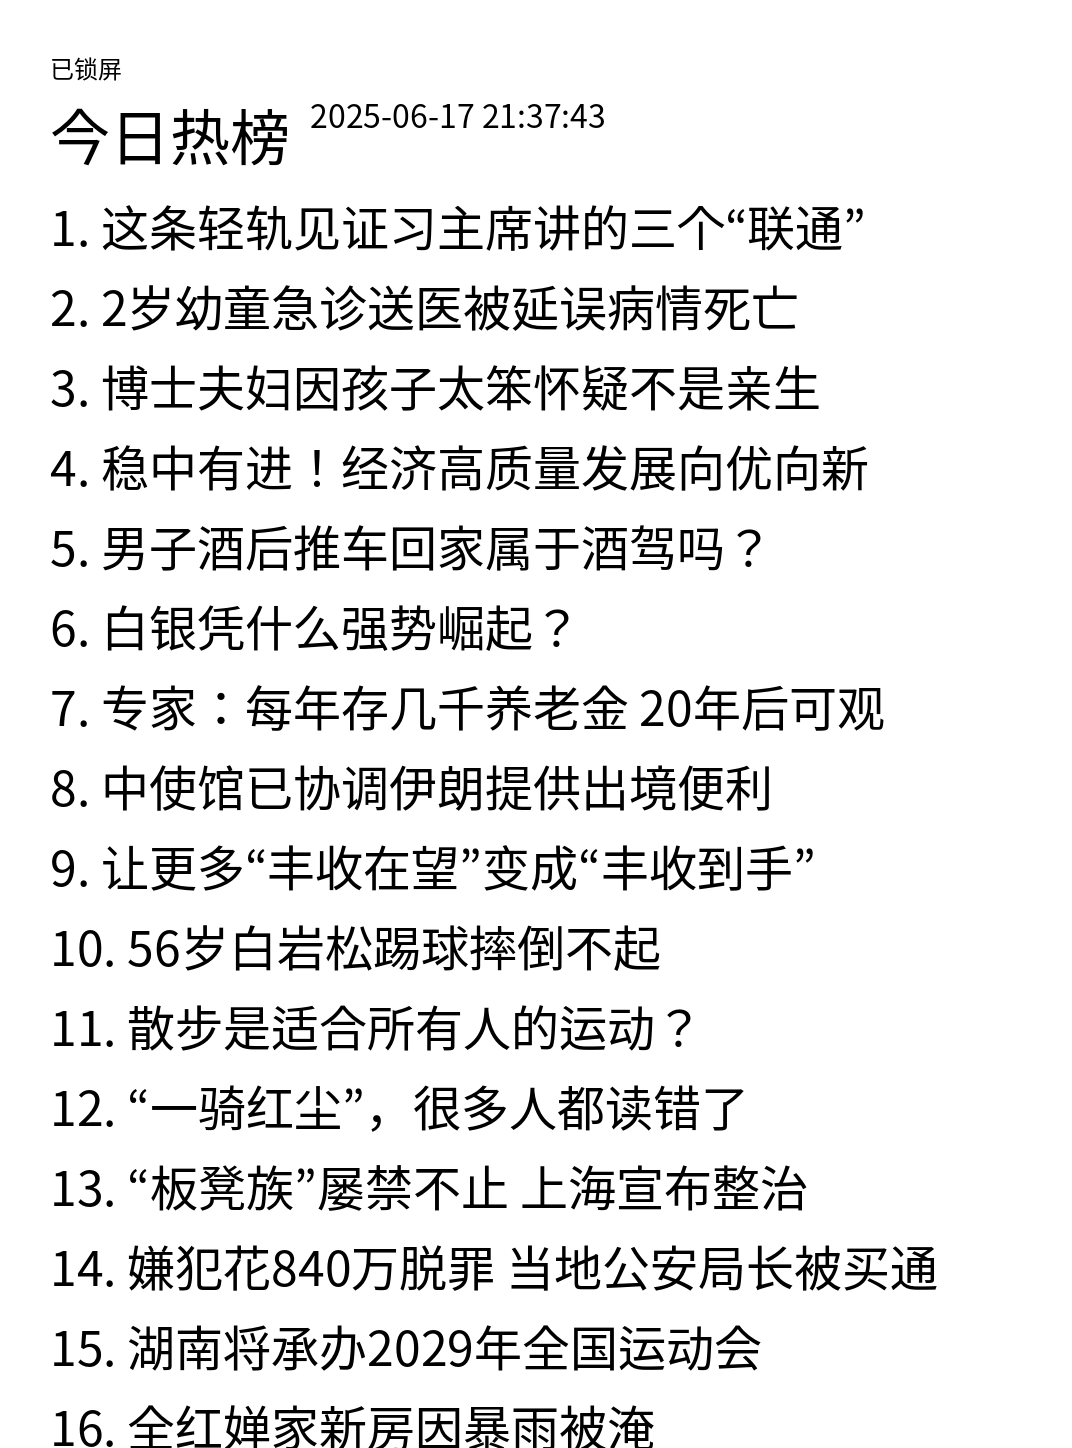 已锁屏
今日热榜 2025-06-17 21:37:43
1. 这条轻轨见证习主席讲的三个“联通”
2. 2岁幼童急诊送医被延误病情死亡
3. 博士夫妇因孩子太笨怀疑不是亲生
4. 稳中有进！经济高质量发展向优向新
5. 男子酒后推车回家属于酒驾吗？
6. 白银凭什么强势崛起？
7. 专家：每年存几千养老金 20年后可观
8. 中使馆已协调伊朗提供出境便利
9. 让更多“丰收在望”变成“丰收到手”
10. 56岁白岩松踢球摔倒不起
11. 散步是适合所有人的运动？
12. “一骑红尘”，很多人都读错了
13. “板凳族”屡禁不止 上海宣布整治
14. 嫌犯花840万脱罪 当地公安局长被买通
15. 湖南将承办2029年全国运动会
16. 全红婵家新房因暴雨被淹